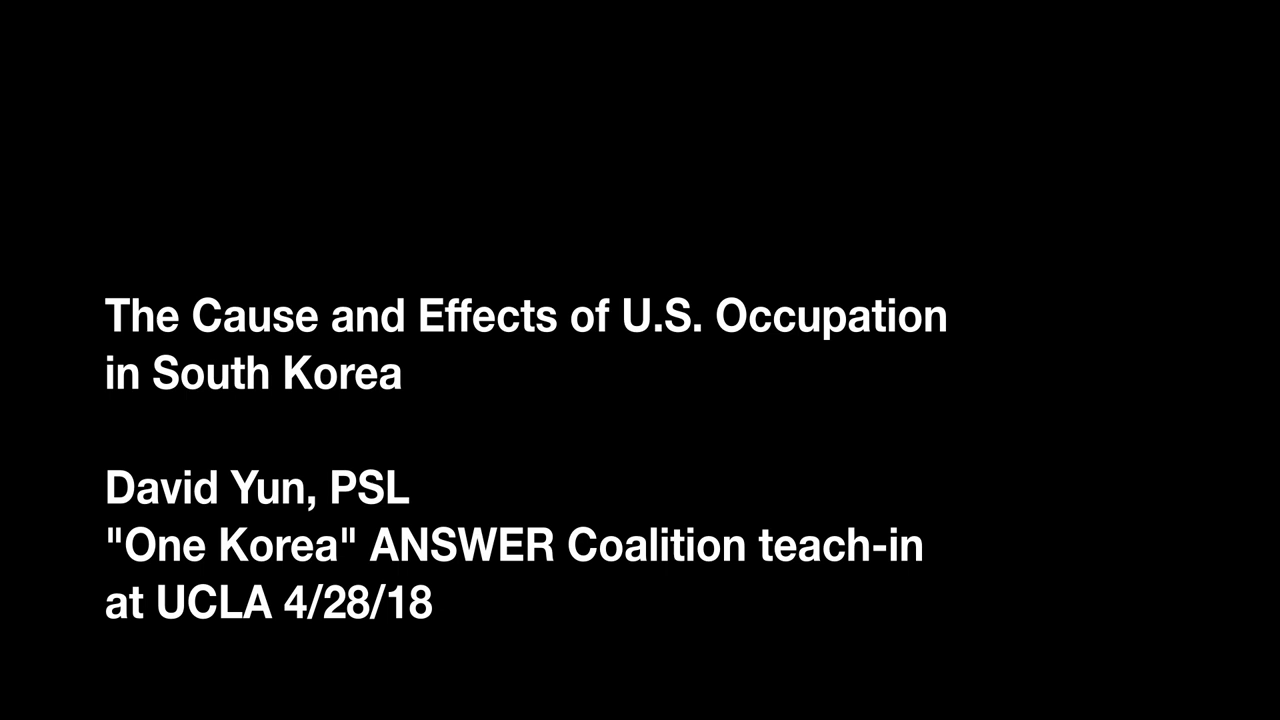 The Cause and Effects of U.S. Occupation
in South Korea
David Yun, PSL
"One Korea" ANSWER Coalition teach-in
at UCLA 4/28/18